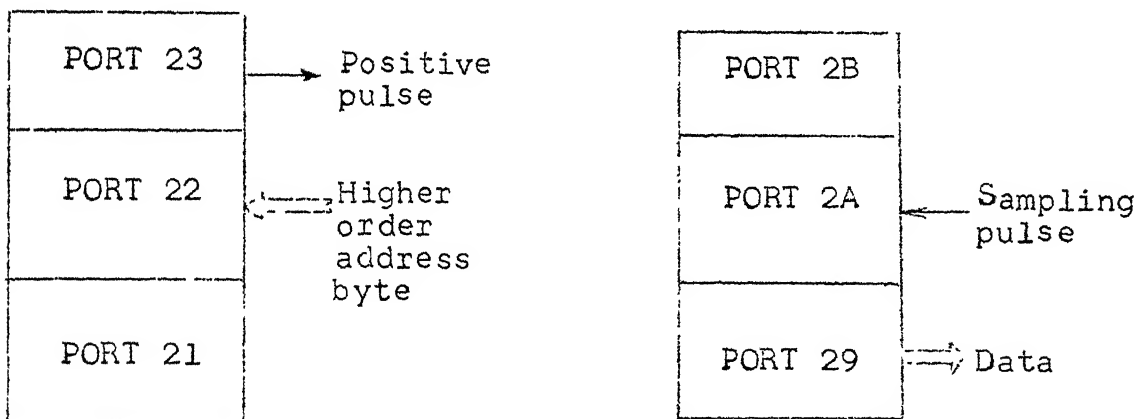 PORT 23
Positive
pulse
PORT 22
Higher
order
address
byte
PORT 21
PORT 2B
PORT 2A
Sampling
pulse
PORT 29
Data